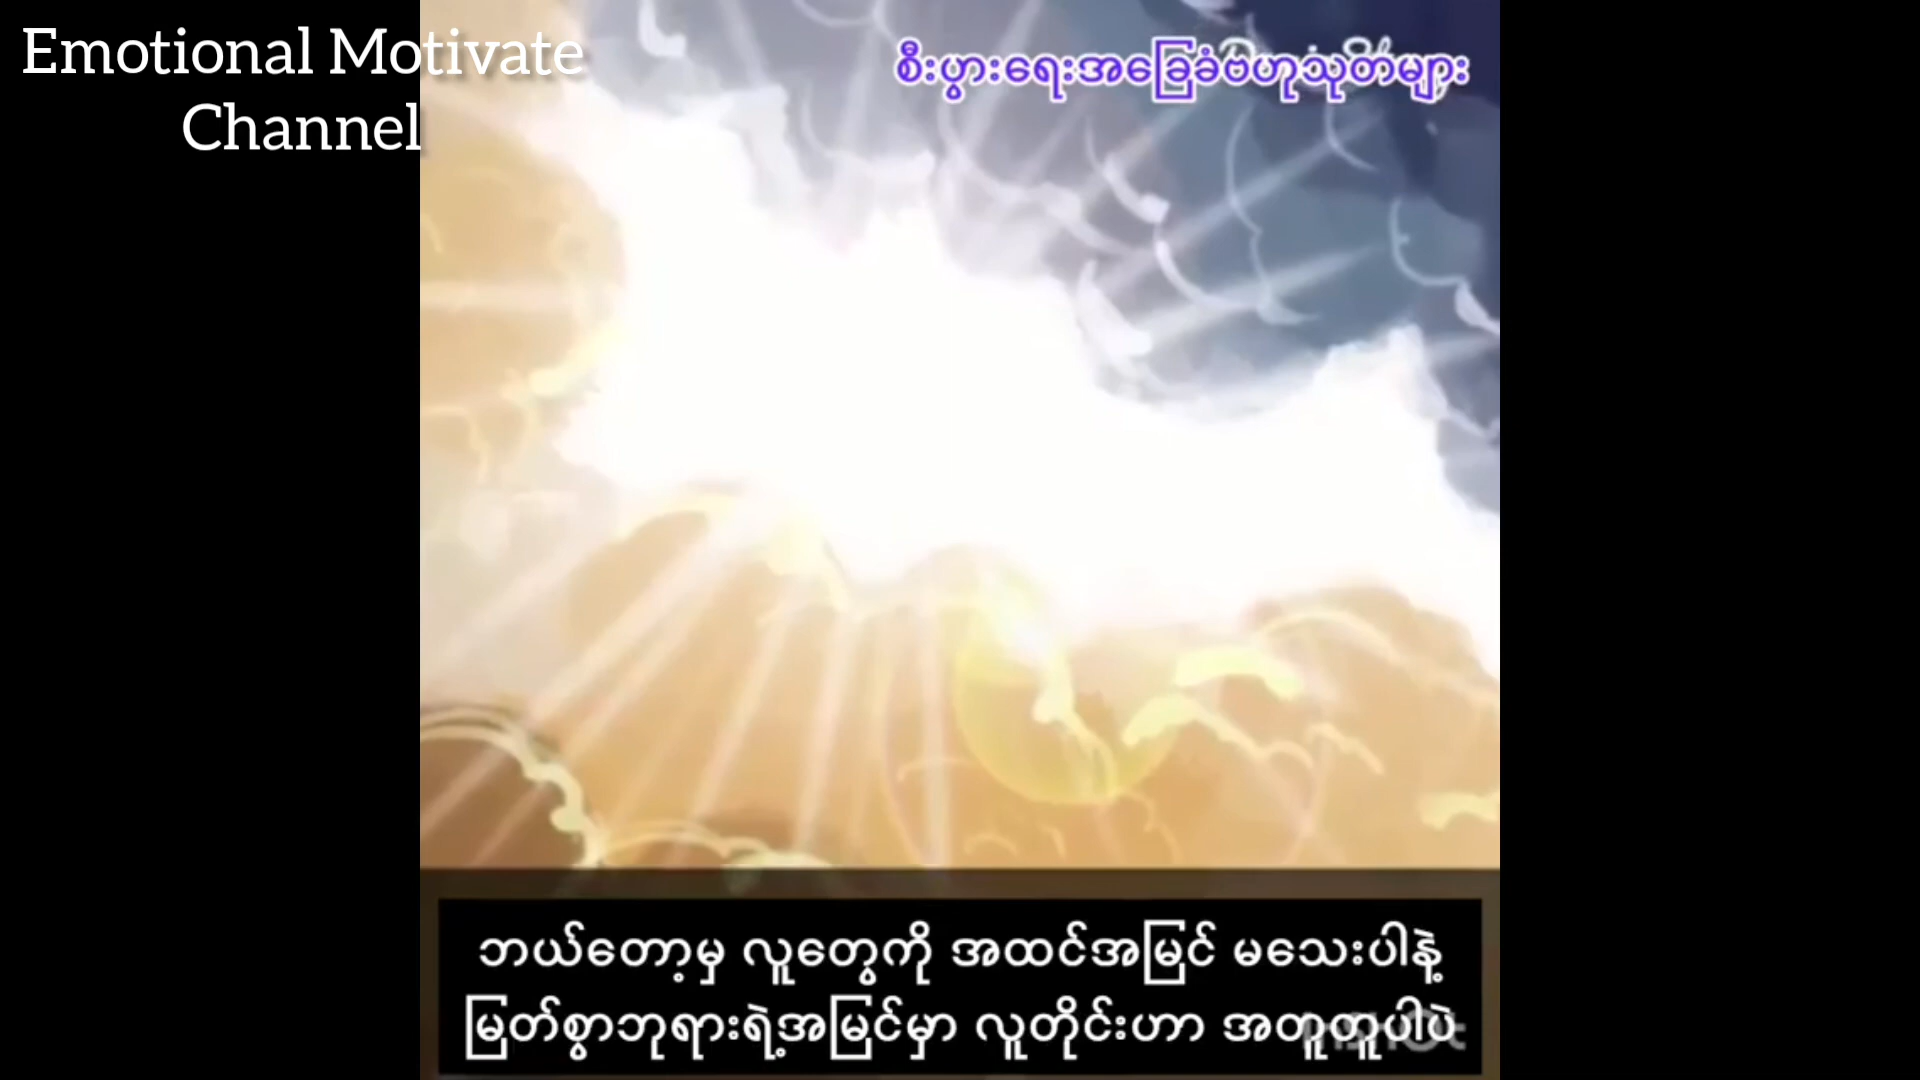 Emotional Motivate
Channel
စီးပွားရေးအခြေခံဗဟုသုတိများ
ဘယ်တော့မှ လူတွေကို အထင်အမြင် မသေးပါနဲ့
မြတ်စွာဘုရားရဲ့အမြင်မှာ လူတိုင်းဟာ အတူတူပါပဲ
InShOt